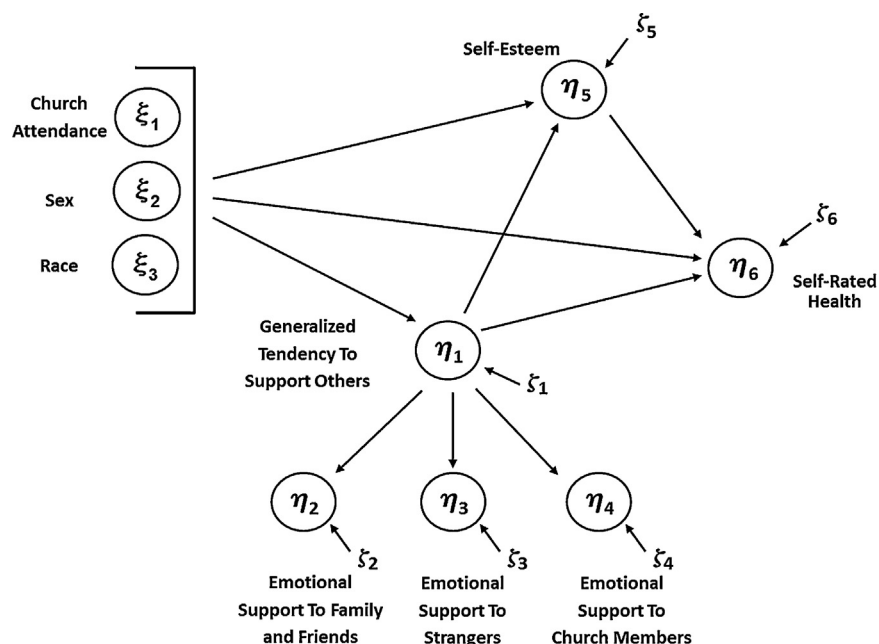 Self-Esteem
ζ5
η5
Church
Attendance
ξ1
Sex
ξ2
Race
ξ3
ζ6
η6
Self-Rated
Health
Generalized
Tendency To
Support Others
η1
ζ1
η2
η3
η4
ζ2
ζ3
ζ4
Emotional
Support To Family
and Friends
Emotional
Support To
Strangers
Emotional
Support To
Church Members